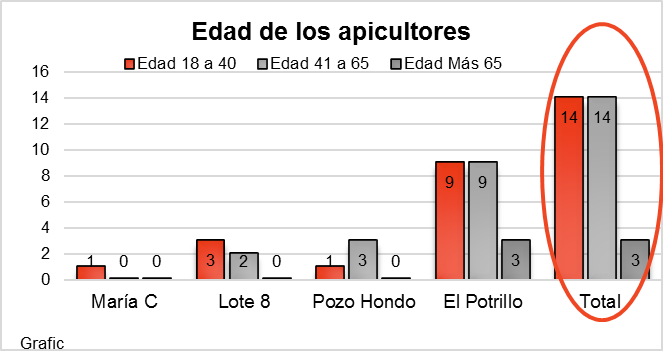 Edad de los apicultores
Edad 18 a 40 Edad 41 a 65 Edad Más 65
16
14
12
10
8
6
4
2
0
1 0 0 3 2 0 1 3 0 9 9 3 14 14 3
María C Lote 8 Pozo Hondo El Potrillo Total
Grafic